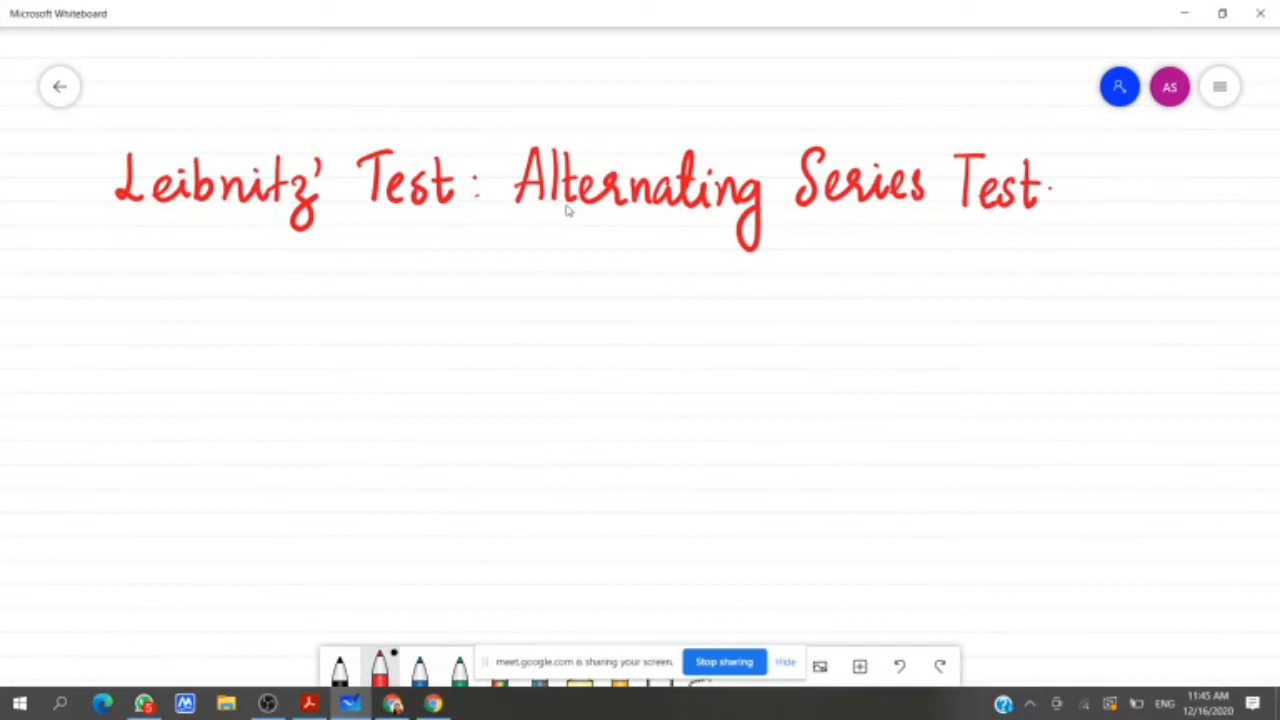 Microsoft Whiteboard
AS
Leibnitz' Test: Alternating Series Test.
meet.google.com is sharing your screen.
Stop sharing
Hide
5
ENG
11:45 AM
12/16/2020